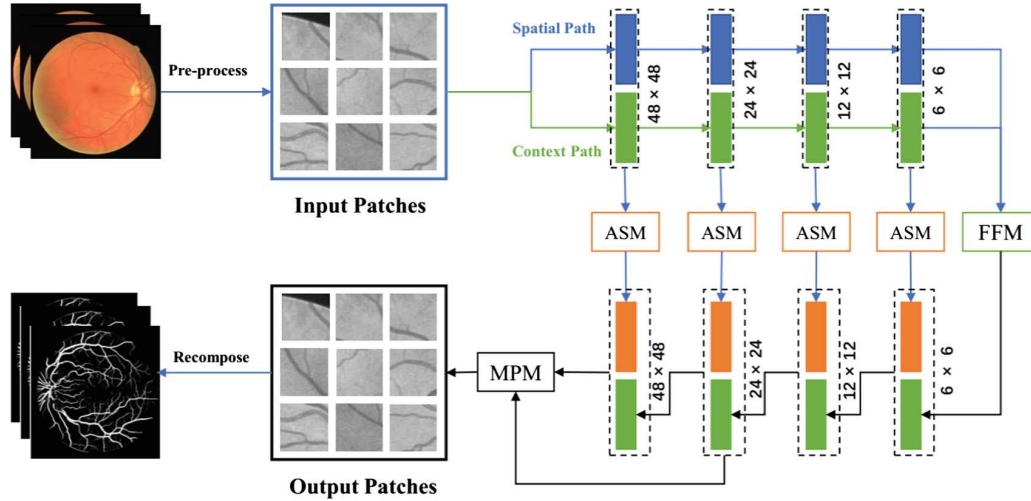 Spatial Path
Pre-process
48 × 48
24 × 24
12 × 12
6 × 6
Context Path
Input Patches
ASM
ASM
ASM
ASM
FFM
Recompose
MPM
48 × 48
24 × 24
12 × 12
6 × 6
Output Patches